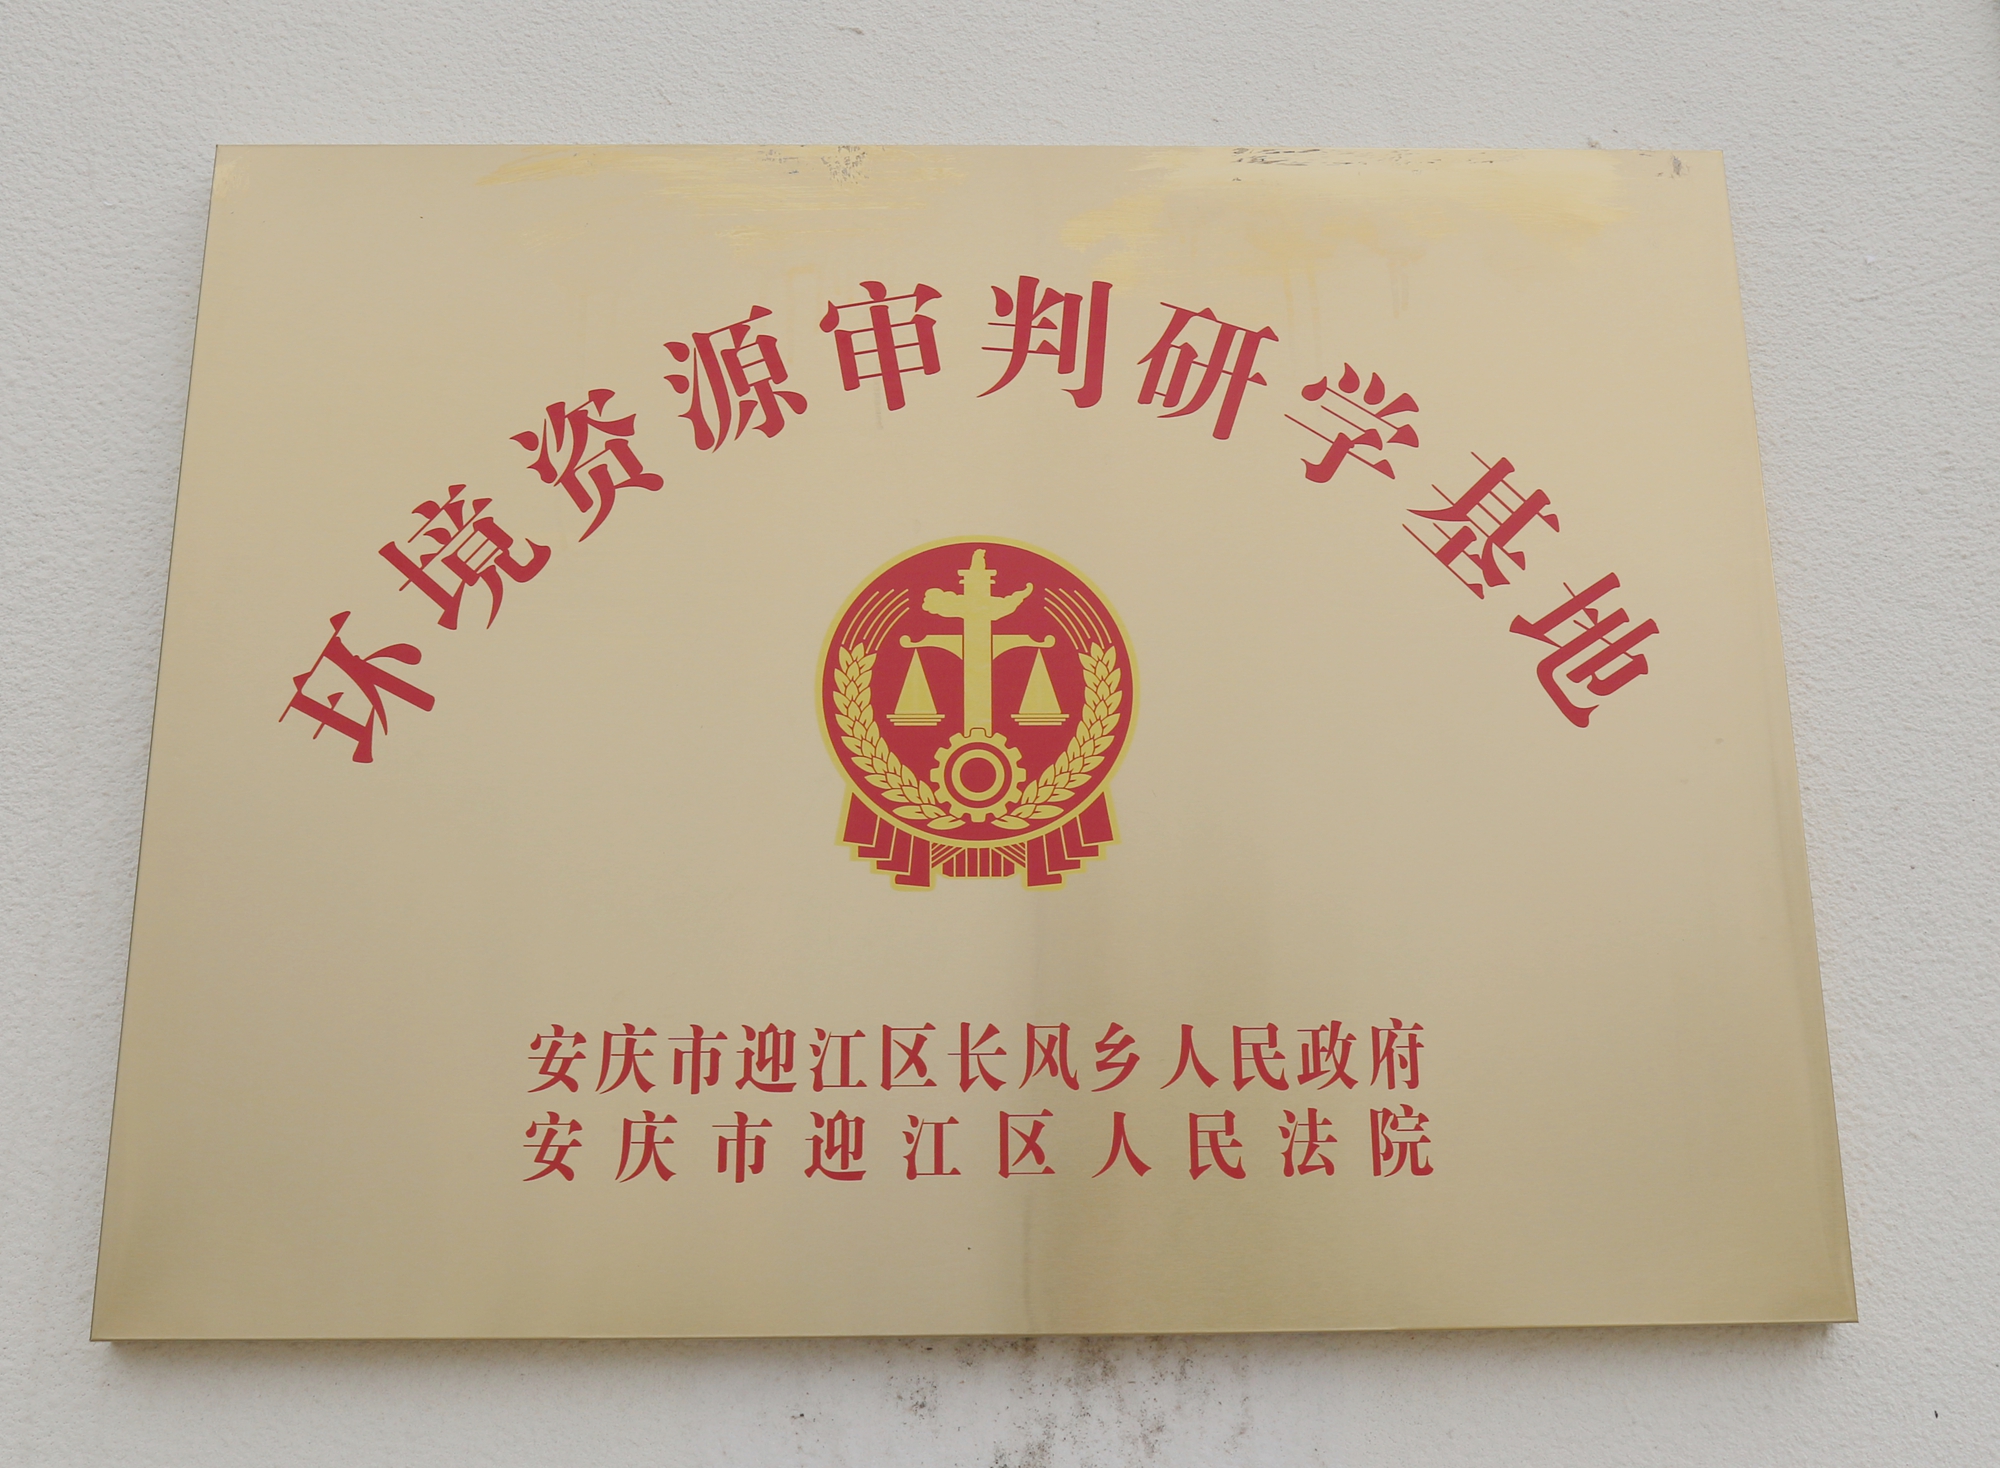 环境资源审判研学基地
安庆市迎江区长风乡人民政府
安庆市迎江区人民法院